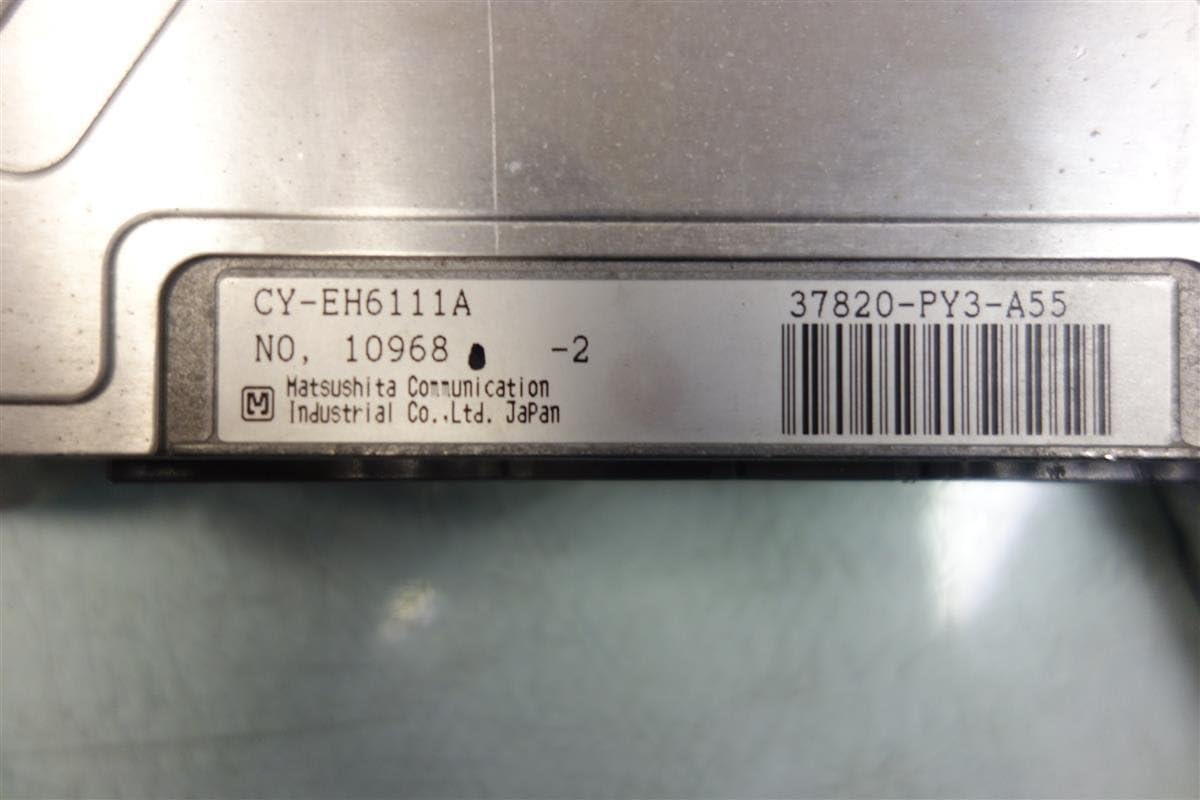 CY-EH6111A
NO, 10968 -2
M Matsushita Communication
Industrial Co.,Ltd. JaPan
37820-PY3-A55